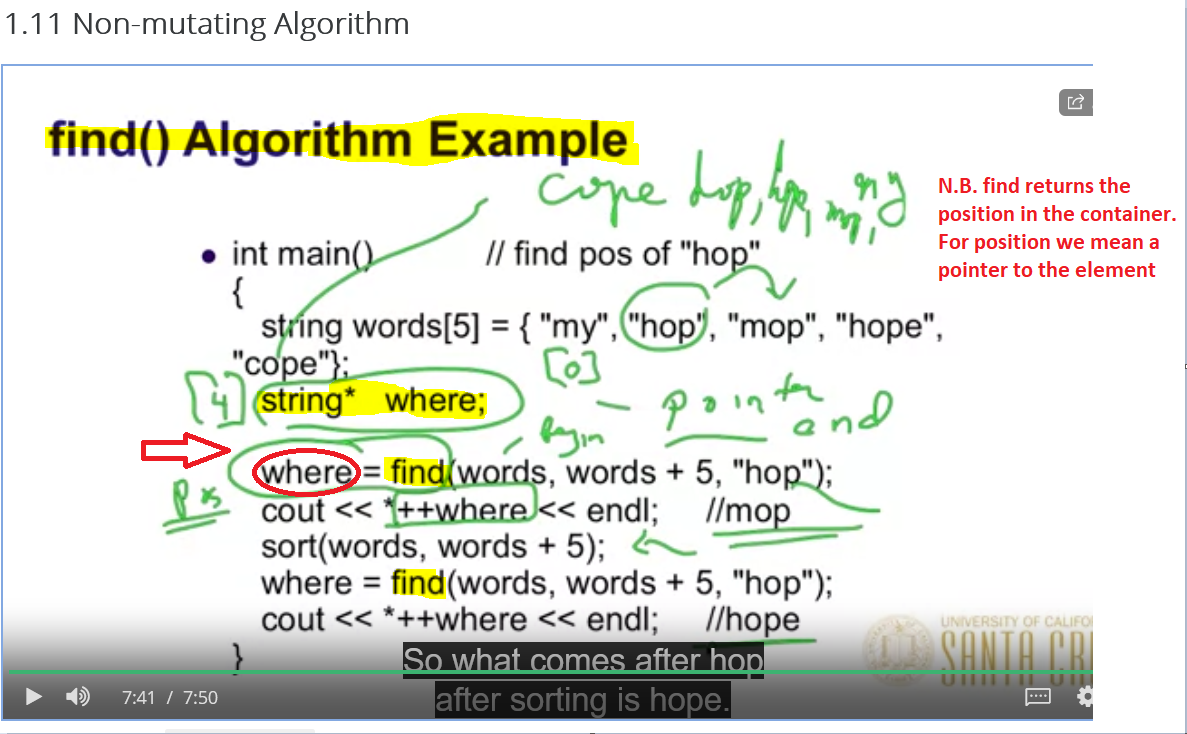 1.11 Non-mutating Algorithm
find() Algorithm Example
cope hop, hope, mop, my
N.B. find returns the
position in the container.
For position we mean a
pointer to the element
• int main() // find pos of "hop"
{
string words[5] = { "my", "hop", "mop", "hope",
"cope"};
[0]
[4] string* where;
– pointer
Begin end
where = find(words, words + 5, "hop");
pos
cout << *++where << endl; //mop
sort(words, words + 5);
where = find(words, words + 5, "hop");
cout << *++where << endl; //hope
}
UNIVERSITY OF CALIFO
SANTA CR
So what comes after hop
after sorting is hope.
7:41 / 7:50